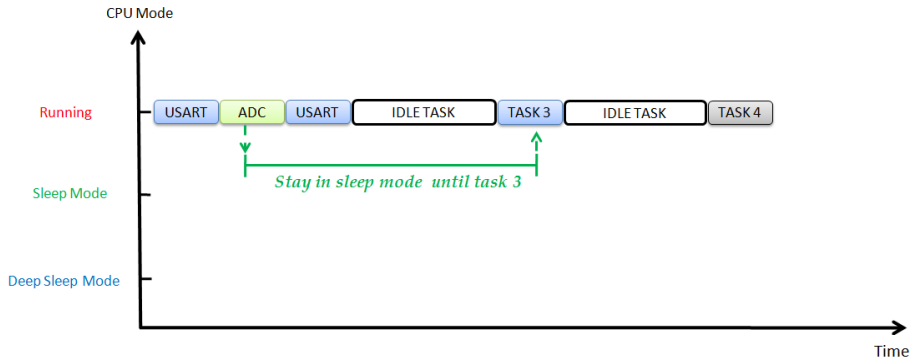 CPU Mode
Running
USART
ADC
USART
IDLE TASK
TASK 3
IDLE TASK
TASK 4
Stay in sleep mode until task 3
Sleep Mode
Deep Sleep Mode
Time